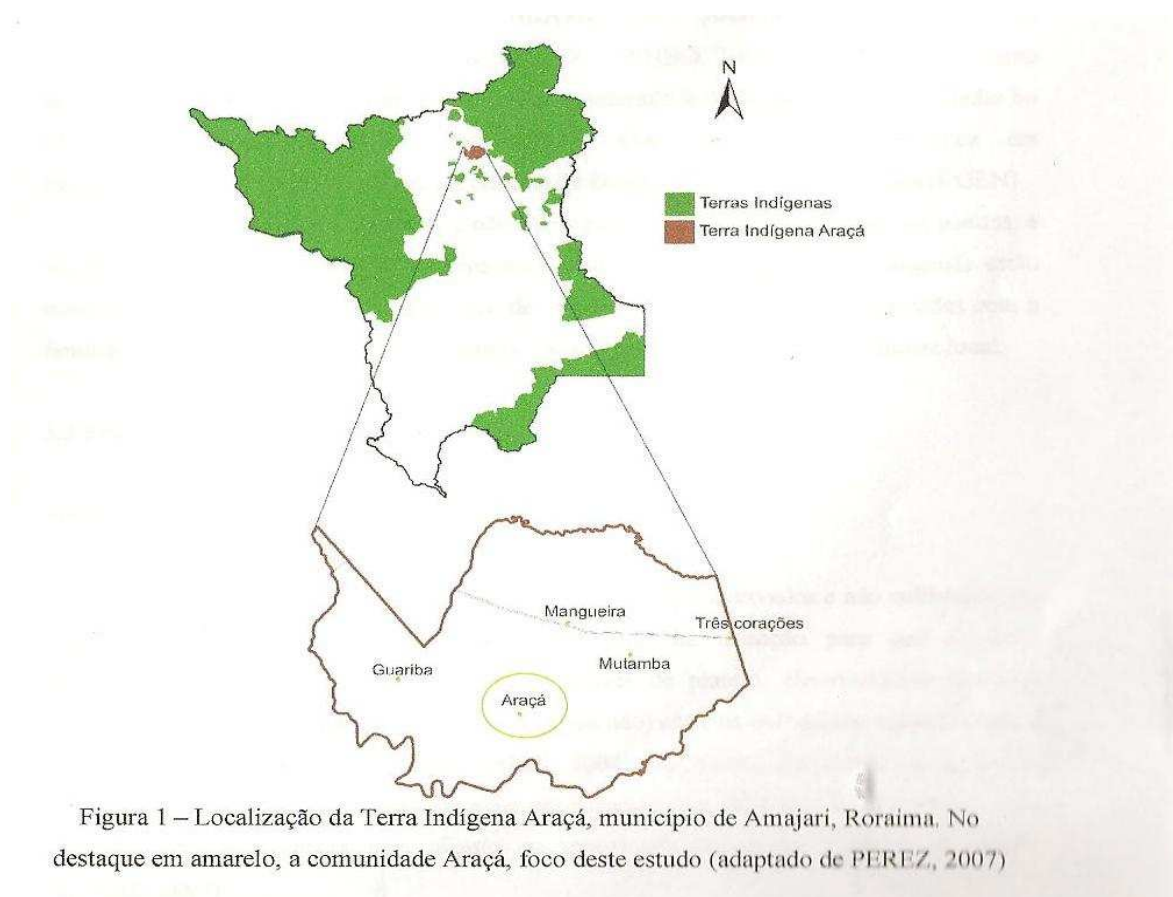 N
Terras Indígenas
Terra Indígena Araçá
Mangueira
Três corações
Guariba
Mutamba
Araçá
Figura 1 – Localização da Terra Indígena Araçá, município de Amajari, Roraima. No
destaque em amarelo, a comunidade Araçá, foco deste estudo (adaptado de PEREZ, 2007)